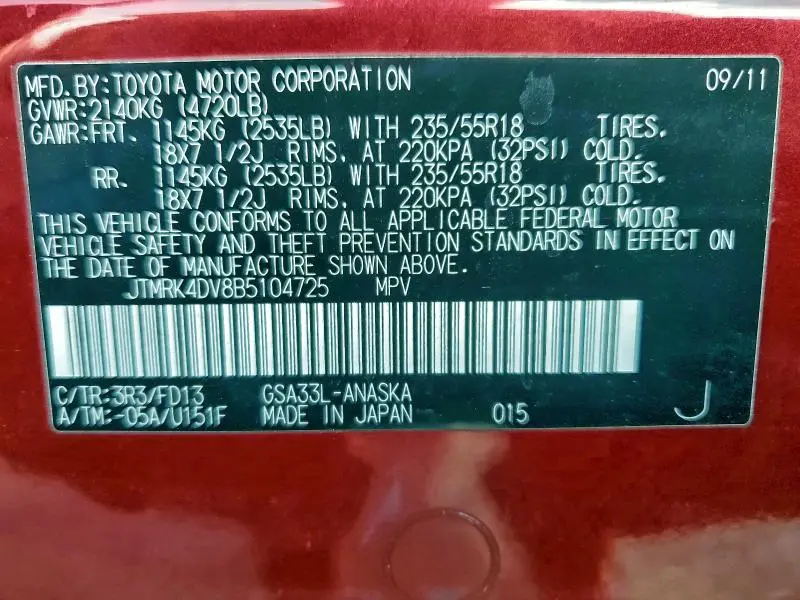 MFD.BY:TOYOTA MOTOR CORPORATION 09/11
GVWR:2140KG (4720LB)
GAWR:FRT. 1145KG (2535LB) WITH 235/55R18 TIRES.
18X7 1/2J RIMS, AT 220KPA (32PSI) COLD.
RR. 1145KG (2535LB) WITH 235/55R18 TIRES.
18X7 1/2J RIMS, AT 220KPA (32PSI) COLD.
THIS VEHICLE CONFORMS TO ALL APPLICABLE FEDERAL MOTOR
VEHICLE SAFETY AND THEFT PREVENTION STANDARDS IN EFFECT ON
THE DATE OF MANUFACTURE SHOWN ABOVE.
JTMRK4DV8B5104725 MPV
C/TR:3R3/FD13 GSA33L-ANASKA
A/TM:-05A/U151F MADE IN JAPAN 015 J